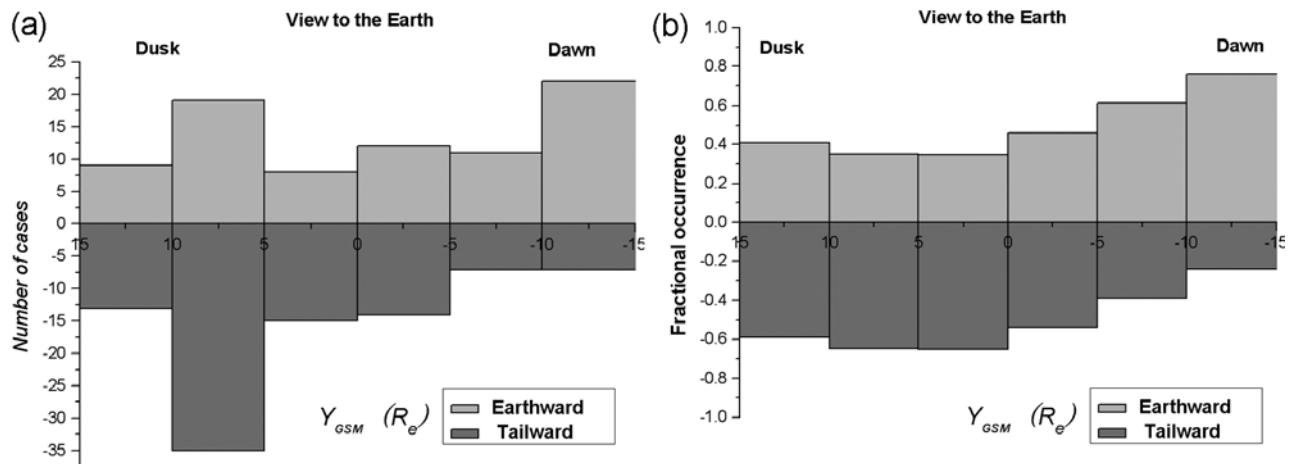 (a)
View to the Earth
Dusk
Dawn
25
20
15
10
5
0
-5
-10
-15
-20
-25
-30
-35
15 10 5 0 -5 -10 -15
Number of cases
Y GSM (Re)
Earthward
Tailward
(b)
View to the Earth
Dusk
Dawn
1.0
0.8
0.6
0.4
0.2
0.0
-0.2
-0.4
-0.6
-0.8
-1.0
15 10 5 0 -5 -10 -15
Fractional occurrence
Y GSM (Re)
Earthward
Tailward